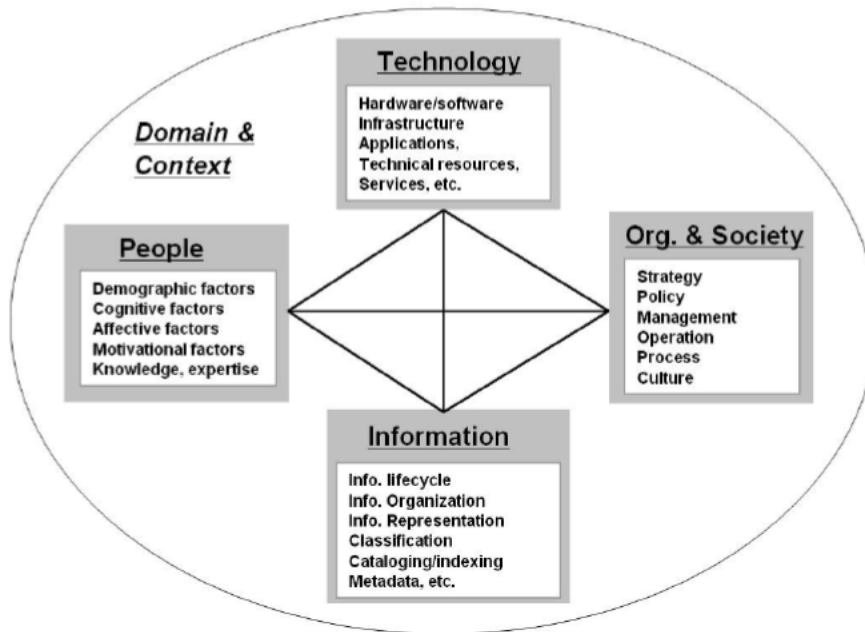 Technology
Hardware/software
Infrastructure
Applications,
Technical resources,
Services, etc.
Domain &
Context
People
Demographic factors
Cognitive factors
Affective factors
Motivational factors
Knowledge, expertise
Org. & Society
Strategy
Policy
Management
Operation
Process
Culture
Information
Info. lifecycle
Info. Organization
Info. Representation
Classification
Cataloging/indexing
Metadata, etc.